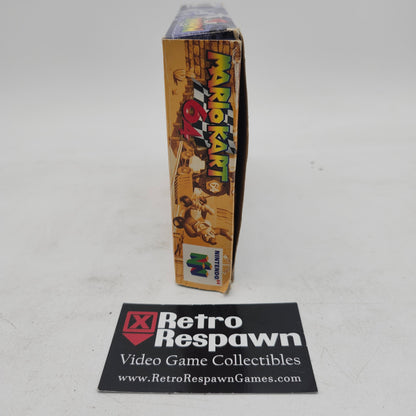 MARIO KART
64
NINTENDO 64
Retro
Respawn
Video Game Collectibles
www.RetroRespawnGames.com